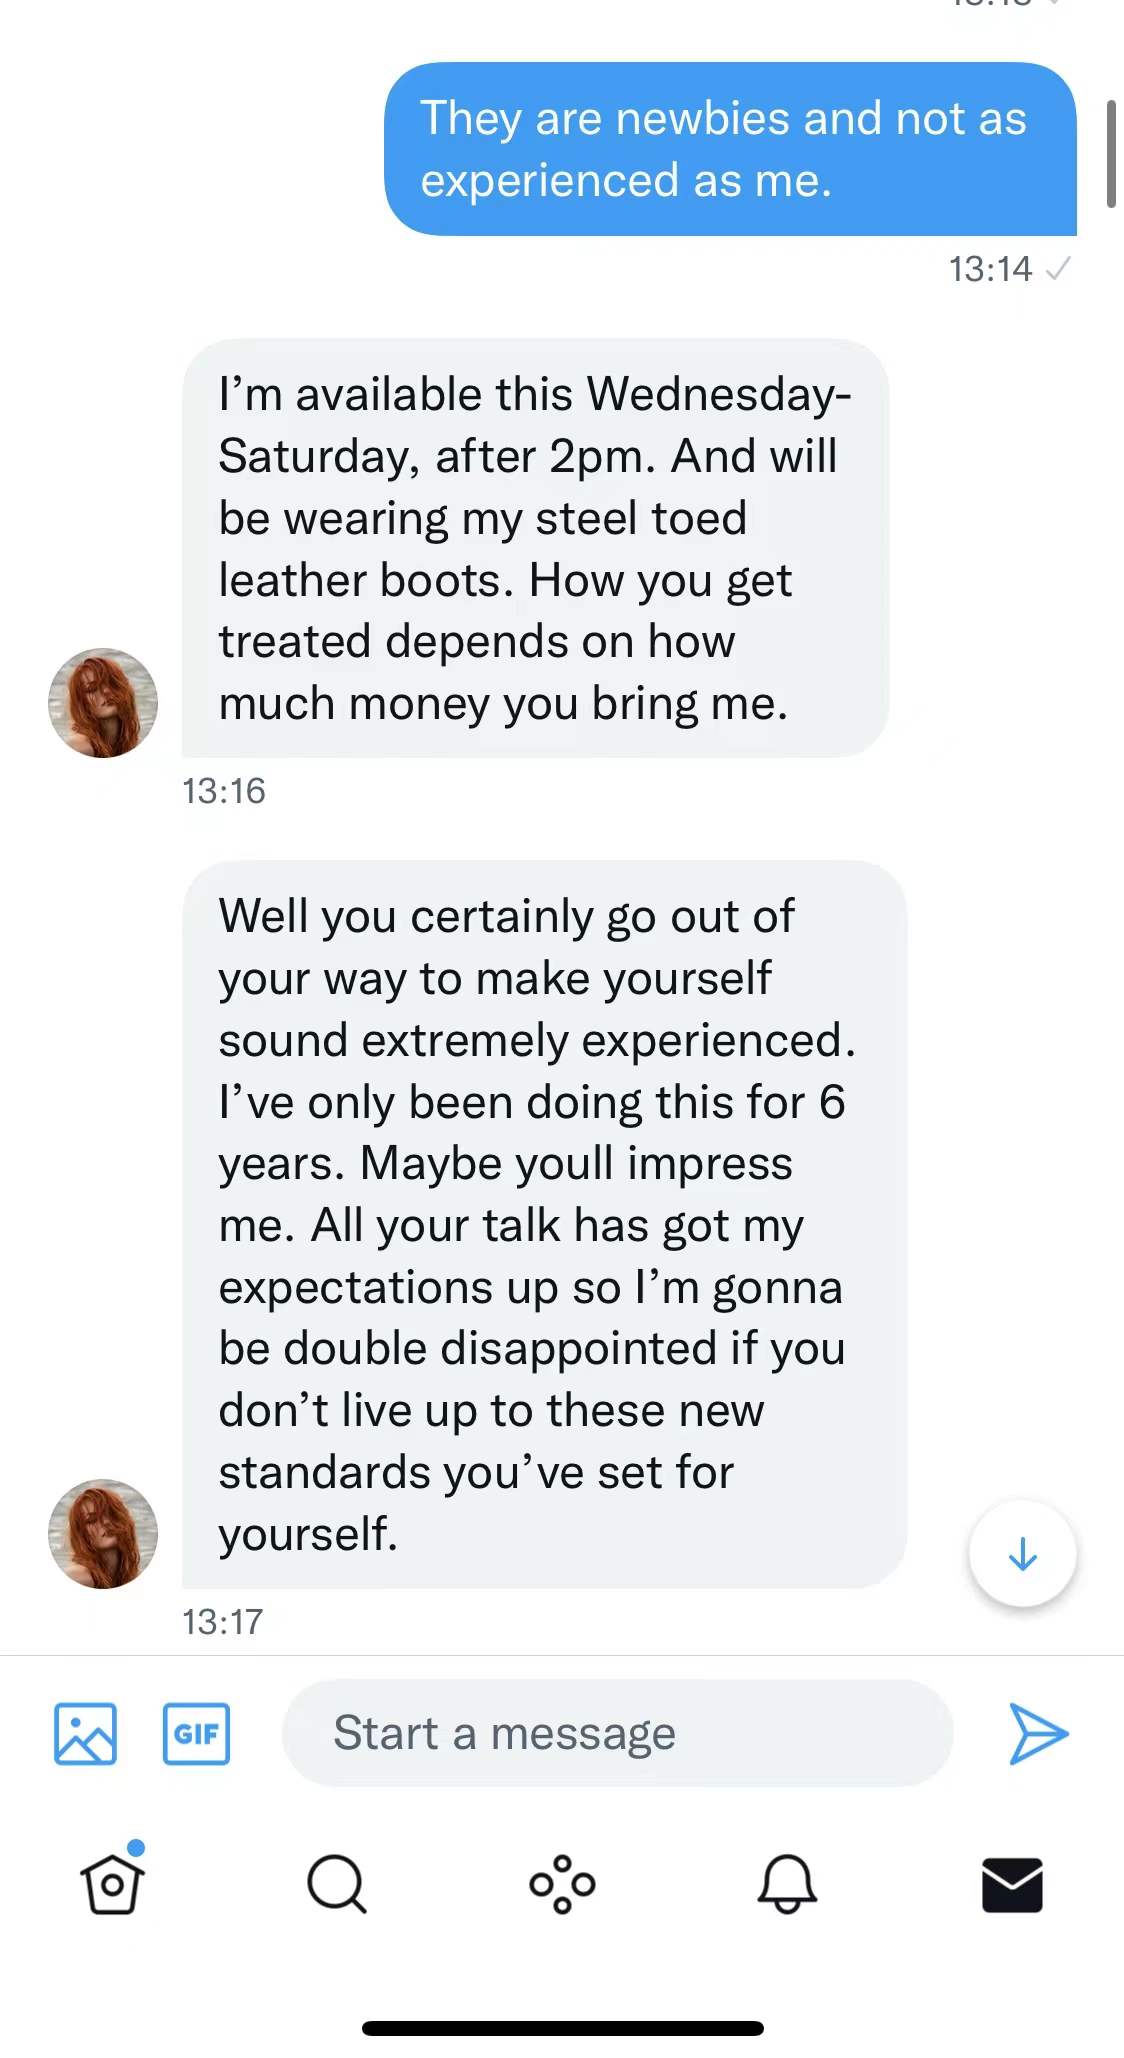 They are newbies and not as
experienced as me.
13:14
I’m available this Wednesday-
Saturday, after 2pm. And will
be wearing my steel toed
leather boots. How you get
treated depends on how
much money you bring me.
13:16
Well you certainly go out of
your way to make yourself
sound extremely experienced.
I’ve only been doing this for 6
years. Maybe youll impress
me. All your talk has got my
expectations up so I’m gonna
be double disappointed if you
don’t live up to these new
standards you’ve set for
yourself.
13:17
GIF
Start a message